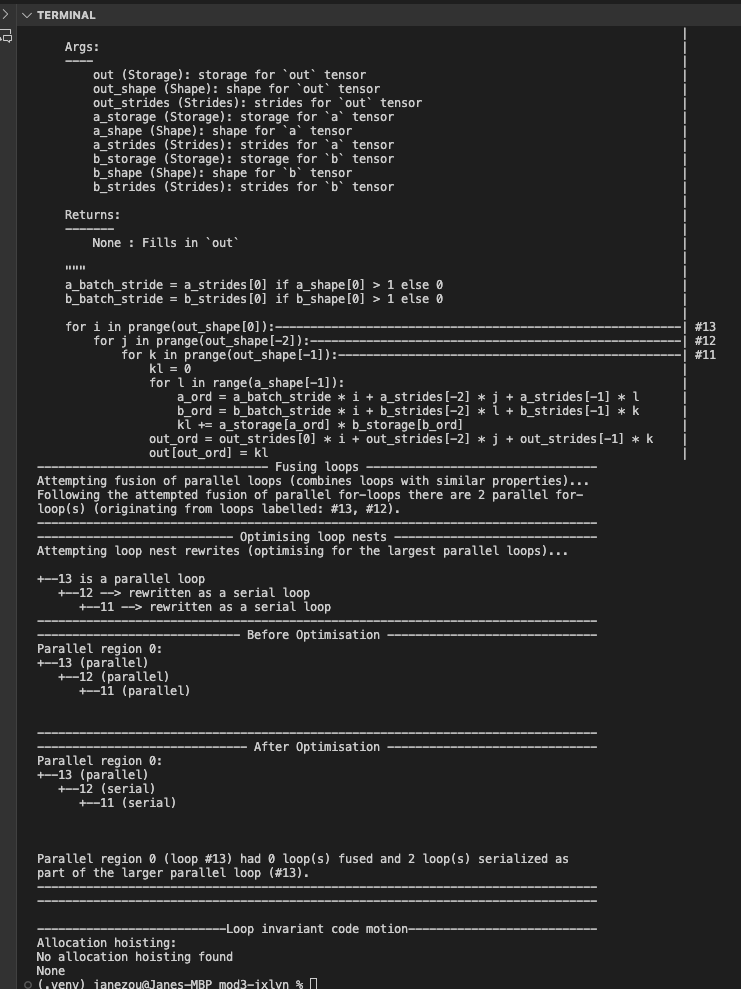 TERMINAL
Args:
----
out (Storage): storage for `out` tensor
out_shape (Shape): shape for `out` tensor
out_strides (Strides): strides for `out` tensor
a_storage (Storage): storage for `a` tensor
a_shape (Shape): shape for `a` tensor
a_strides (Strides): strides for `a` tensor
b_storage (Storage): storage for `b` tensor
b_shape (Shape): shape for `b` tensor
b_strides (Strides): strides for `b` tensor
Returns:
-------
None : Fills in `out`
"""
a_batch_stride = a_strides[0] if a_shape[0] > 1 else 0
b_batch_stride = b_strides[0] if b_shape[0] > 1 else 0
for i in prange(out_shape[0]):----------------------------------------------------------| #13
for j in prange(out_shape[-2]):-----------------------------------------------------| #12
for k in prange(out_shape[-1]):-------------------------------------------------| #11
kl = 0
for l in range(a_shape[-1]):
a_ord = a_batch_stride * i + a_strides[-2] * j + a_strides[-1] * l
b_ord = b_batch_stride * i + b_strides[-2] * l + b_strides[-1] * k
kl += a_storage[a_ord] * b_storage[b_ord]
out_ord = out_strides[0] * i + out_strides[-2] * j + out_strides[-1] * k
out[out_ord] = kl
--------------------------------- Fusing loops ---------------------------------
Attempting fusion of parallel loops (combines loops with similar properties)...
Following the attempted fusion of parallel for-loops there are 2 parallel for-
loop(s) (originating from loops labelled: #13, #12).
--------------------------------------------------------------------------------
---------------------------- Optimising loop nests -----------------------------
Attempting loop nest rewrites (optimising for the largest parallel loops)...
+--13 is a parallel loop
+--12 --> rewritten as a serial loop
+--11 --> rewritten as a serial loop
--------------------------------------------------------------------------------
----------------------------- Before Optimisation ------------------------------
Parallel region 0:
+--13 (parallel)
+--12 (parallel)
+--11 (parallel)
--------------------------------------------------------------------------------
------------------------------ After Optimisation ------------------------------
Parallel region 0:
+--13 (parallel)
+--12 (serial)
+--11 (serial)
Parallel region 0 (loop #13) had 0 loop(s) fused and 2 loop(s) serialized as
part of the larger parallel loop (#13).
--------------------------------------------------------------------------------
--------------------------------------------------------------------------------
---------------------------Loop invariant code motion---------------------------
Allocation hoisting:
No allocation hoisting found
None
(.venv) janezou@Janes-MBP mod3-jxlyn %